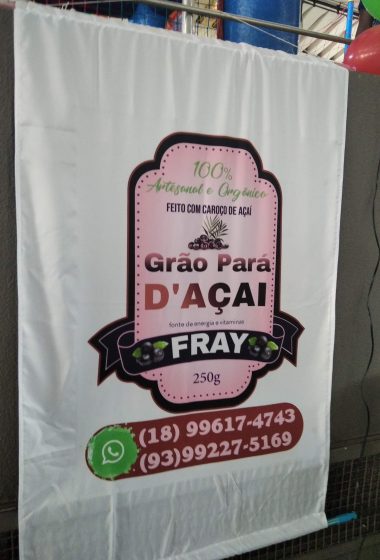 100%
Artesanal e Orgânico
FEITO COM CAROÇO DE AÇAÍ
Grão Pará
D'AÇAI
fonte de energia e vitaminas
FRAY
250g
(18) 99617-4743
(93)99227-5169